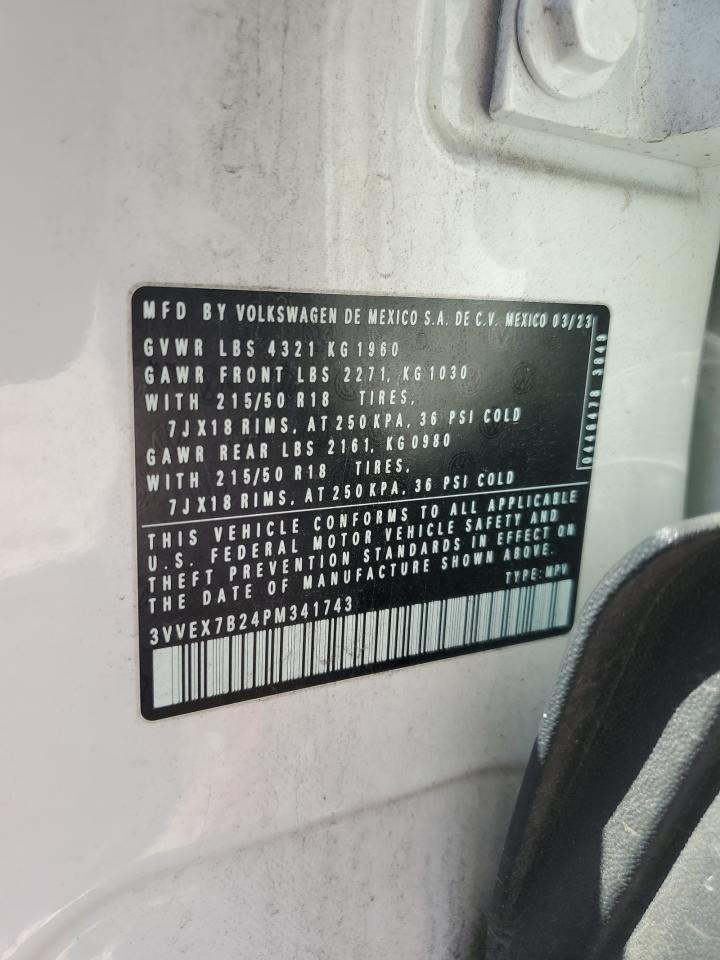 MFD BY VOLKSWAGEN DE MEXICO S.A. DE C.V. MEXICO 03/23
GVWR LBS 4321 KG 1960
GAWR FRONT LBS 2271, KG 1030
WITH 215/50 R18 TIRES,
7JX18 RIMS, AT 250 KPA, 36 PSI COLD
GAWR REAR LBS 2161, KG 0980
WITH 215/50 R18 TIRES,
7JX18 RIMS, AT 250 KPA, 36 PSI COLD
0446478 3849
THIS VEHICLE CONFORMS TO ALL APPLICABLE
U.S. FEDERAL MOTOR VEHICLE SAFETY AND
THEFT PREVENTION STANDARDS IN EFFECT ON
THE DATE OF MANUFACTURE SHOWN ABOVE.
TYPE: MPV
3VVEX7B24PM341743